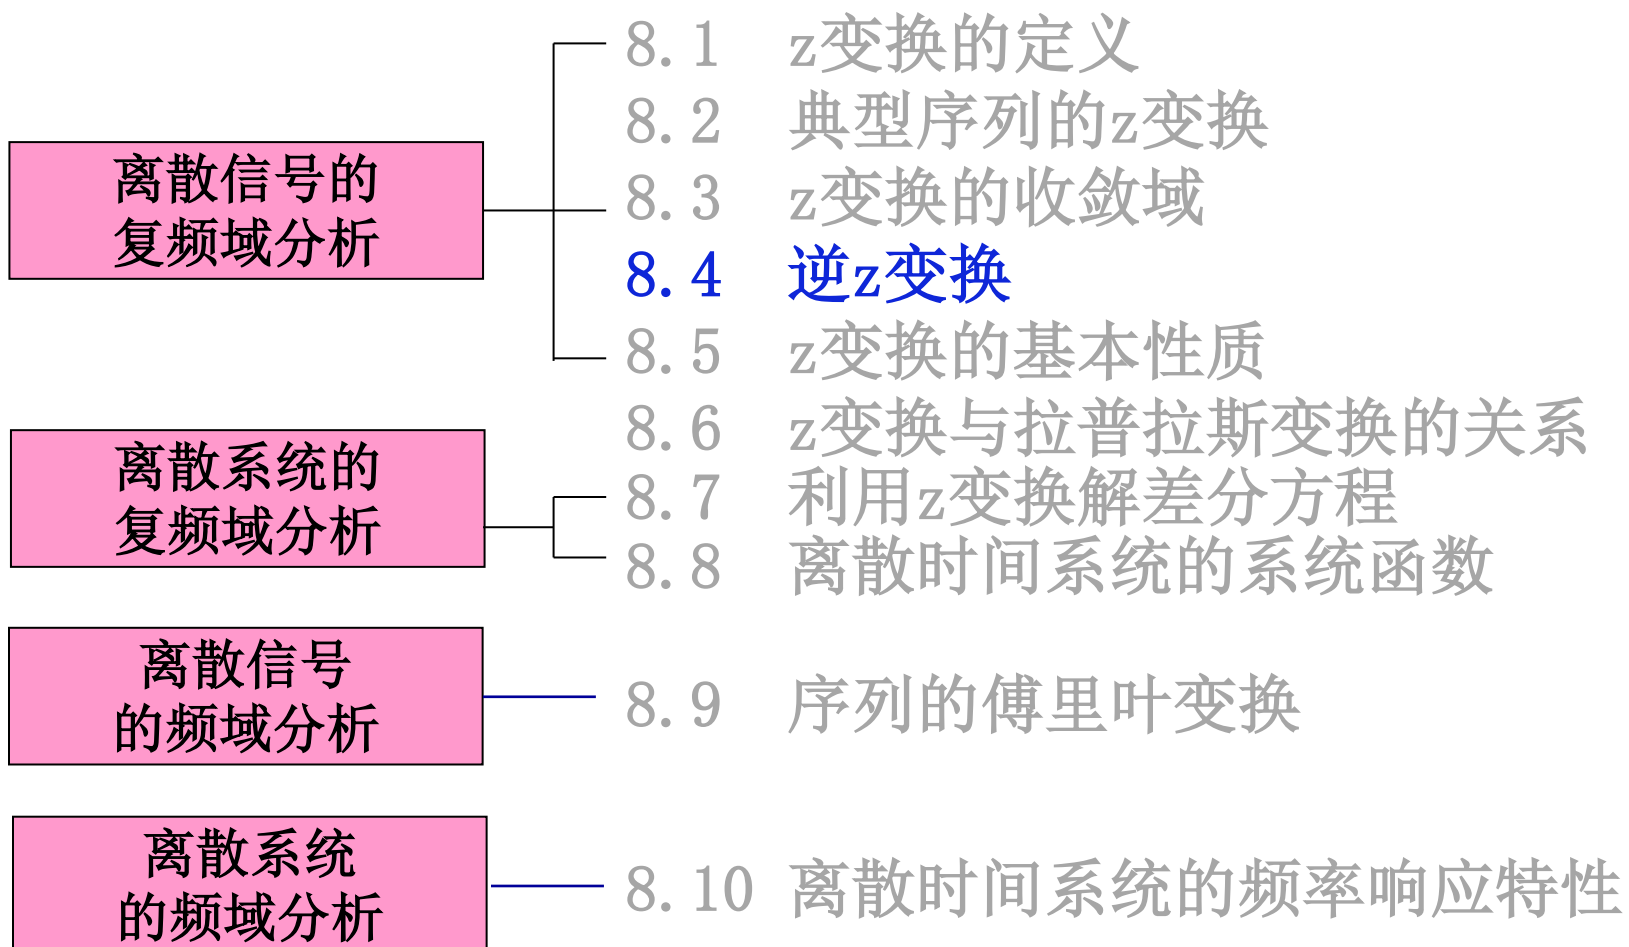 8.1 z变换的定义
8.2 典型序列的z变换
离散信号的
复频域分析
8.3 z变换的收敛域
8.4 逆z变换
8.5 z变换的基本性质
8.6 z变换与拉普拉斯变换的关系
离散系统的
复频域分析
8.7 利用z变换解差分方程
8.8 离散时间系统的系统函数
离散信号
的频域分析
8.9 序列的傅里叶变换
离散系统
的频域分析
8.10 离散时间系统的频率响应特性